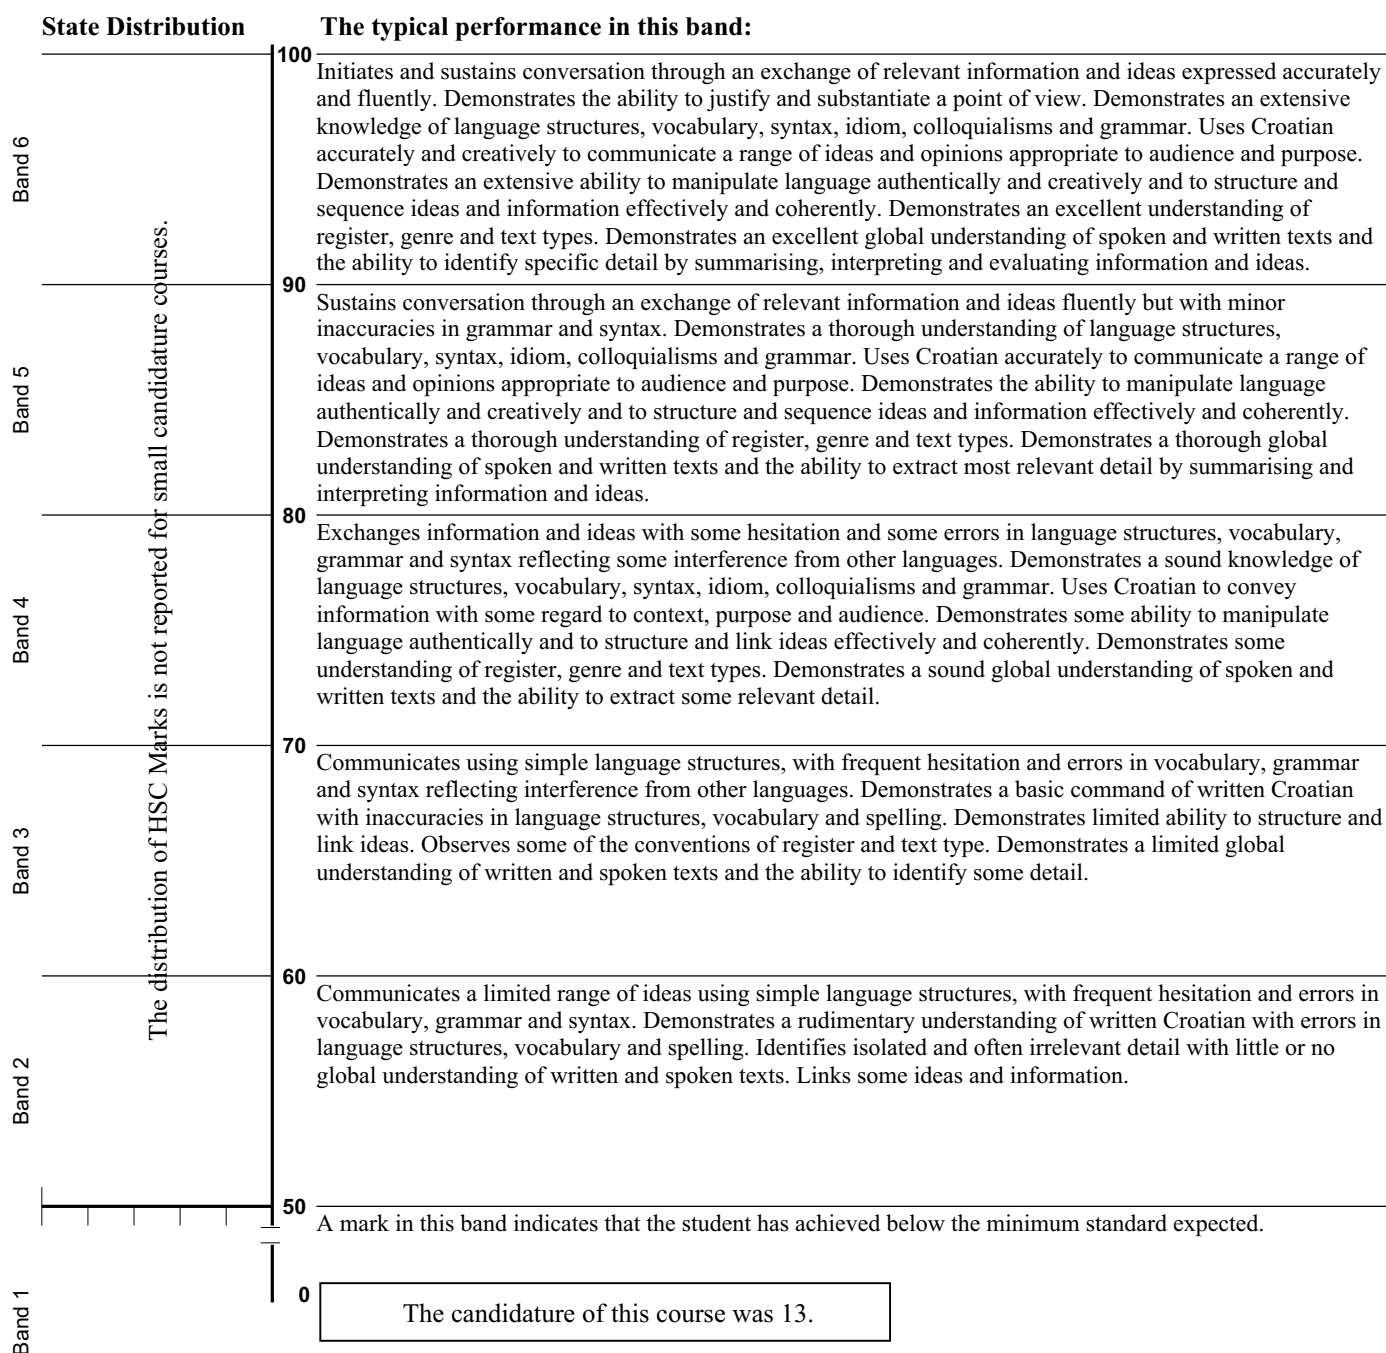 State Distribution
The typical performance in this band:
100
Band 6
Initiates and sustains conversation through an exchange of relevant information and ideas expressed accurately
and fluently. Demonstrates the ability to justify and substantiate a point of view. Demonstrates an extensive
knowledge of language structures, vocabulary, syntax, idiom, colloquialisms and grammar. Uses Croatian
accurately and creatively to communicate a range of ideas and opinions appropriate to audience and purpose.
Demonstrates an extensive ability to manipulate language authentically and creatively and to structure and
sequence ideas and information effectively and coherently. Demonstrates an excellent understanding of
register, genre and text types. Demonstrates an excellent global understanding of spoken and written texts and
the ability to identify specific detail by summarising, interpreting and evaluating information and ideas.
The distribution of HSC Marks is not reported for small candidature courses.
90
Band 5
Sustains conversation through an exchange of relevant information and ideas fluently but with minor
inaccuracies in grammar and syntax. Demonstrates a thorough understanding of language structures,
vocabulary, syntax, idiom, colloquialisms and grammar. Uses Croatian accurately to communicate a range of
ideas and opinions appropriate to audience and purpose. Demonstrates the ability to manipulate language
authentically and creatively and to structure and sequence ideas and information effectively and coherently.
Demonstrates a thorough understanding of register, genre and text types. Demonstrates a thorough global
understanding of spoken and written texts and the ability to extract most relevant detail by summarising and
interpreting information and ideas.
80
Band 4
Exchanges information and ideas with some hesitation and some errors in language structures, vocabulary,
grammar and syntax reflecting some interference from other languages. Demonstrates a sound knowledge of
language structures, vocabulary, syntax, idiom, colloquialisms and grammar. Uses Croatian to convey
information with some regard to context, purpose and audience. Demonstrates some ability to manipulate
language authentically and to structure and link ideas effectively and coherently. Demonstrates some
understanding of register, genre and text types. Demonstrates a sound global understanding of spoken and
written texts and the ability to extract some relevant detail.
70
Band 3
Communicates using simple language structures, with frequent hesitation and errors in vocabulary, grammar
and syntax reflecting interference from other languages. Demonstrates a basic command of written Croatian
with inaccuracies in language structures, vocabulary and spelling. Demonstrates limited ability to structure and
link ideas. Observes some of the conventions of register and text type. Demonstrates a limited global
understanding of written and spoken texts and the ability to identify some detail.
60
Band 2
Communicates a limited range of ideas using simple language structures, with frequent hesitation and errors in
vocabulary, grammar and syntax. Demonstrates a rudimentary understanding of written Croatian with errors in
language structures, vocabulary and spelling. Identifies isolated and often irrelevant detail with little or no
global understanding of written and spoken texts. Links some ideas and information.
50
A mark in this band indicates that the student has achieved below the minimum standard expected.
0
Band 1
The candidature of this course was 13.